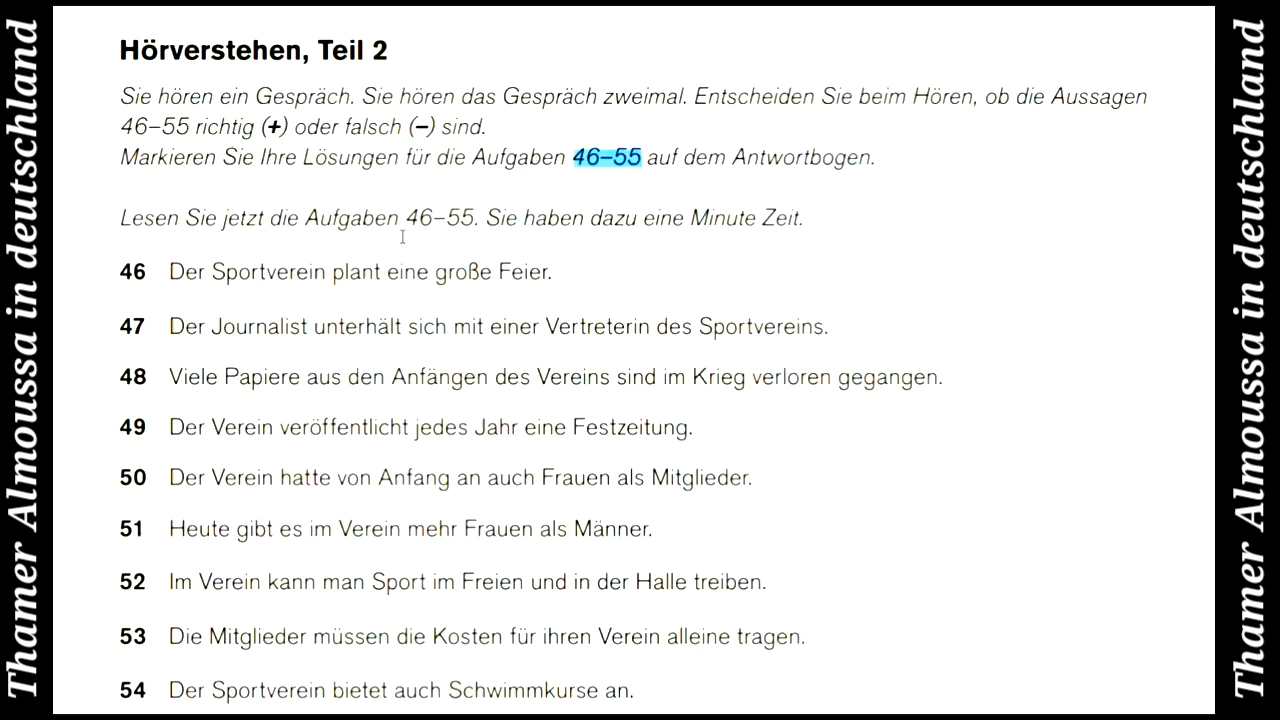 Thamer Almoussa in deutschland
Hörverstehen, Teil 2
Sie hören ein Gespräch. Sie hören das Gespräch zweimal. Entscheiden Sie beim Hören, ob die Aussagen
46–55 richtig (+) oder falsch (–) sind.
Markieren Sie Ihre Lösungen für die Aufgaben 46–55 auf dem Antwortbogen.
Lesen Sie jetzt die Aufgaben 46–55. Sie haben dazu eine Minute Zeit.
46 Der Sportverein plant eine große Feier.
47 Der Journalist unterhält sich mit einer Vertreterin des Sportvereins.
48 Viele Papiere aus den Anfängen des Vereins sind im Krieg verloren gegangen.
49 Der Verein veröffentlicht jedes Jahr eine Festzeitung.
50 Der Verein hatte von Anfang an auch Frauen als Mitglieder.
51 Heute gibt es im Verein mehr Frauen als Männer.
52 Im Verein kann man Sport im Freien und in der Halle treiben.
53 Die Mitglieder müssen die Kosten für ihren Verein alleine tragen.
54 Der Sportverein bietet auch Schwimmkurse an.
Thamer Almoussa in deutschland